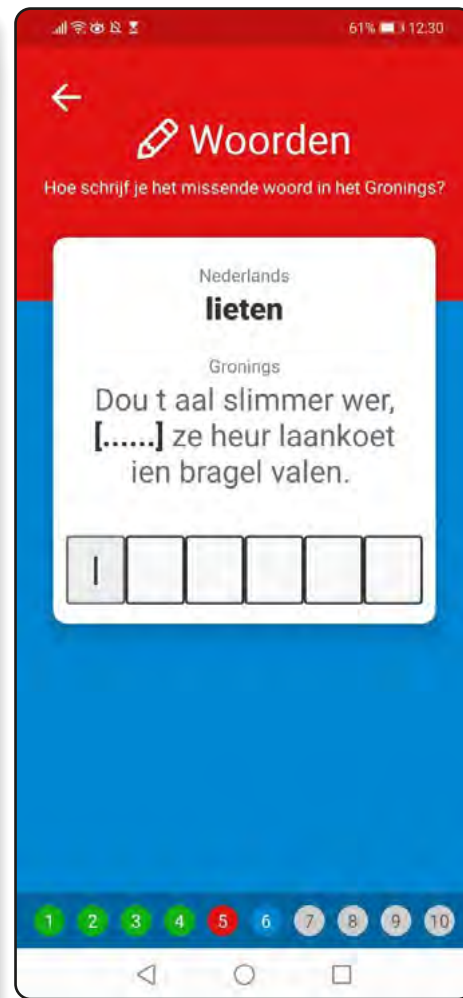 61% 12:30
Woorden
Hoe schrijf je het missende woord in het Gronings?
Nederlands
lieten
Gronings
Dou t aal slimmer wer,
[......] ze heur laankoet
ien bragel valen.
l
1 2 3 4 5 6 7 8 9 10